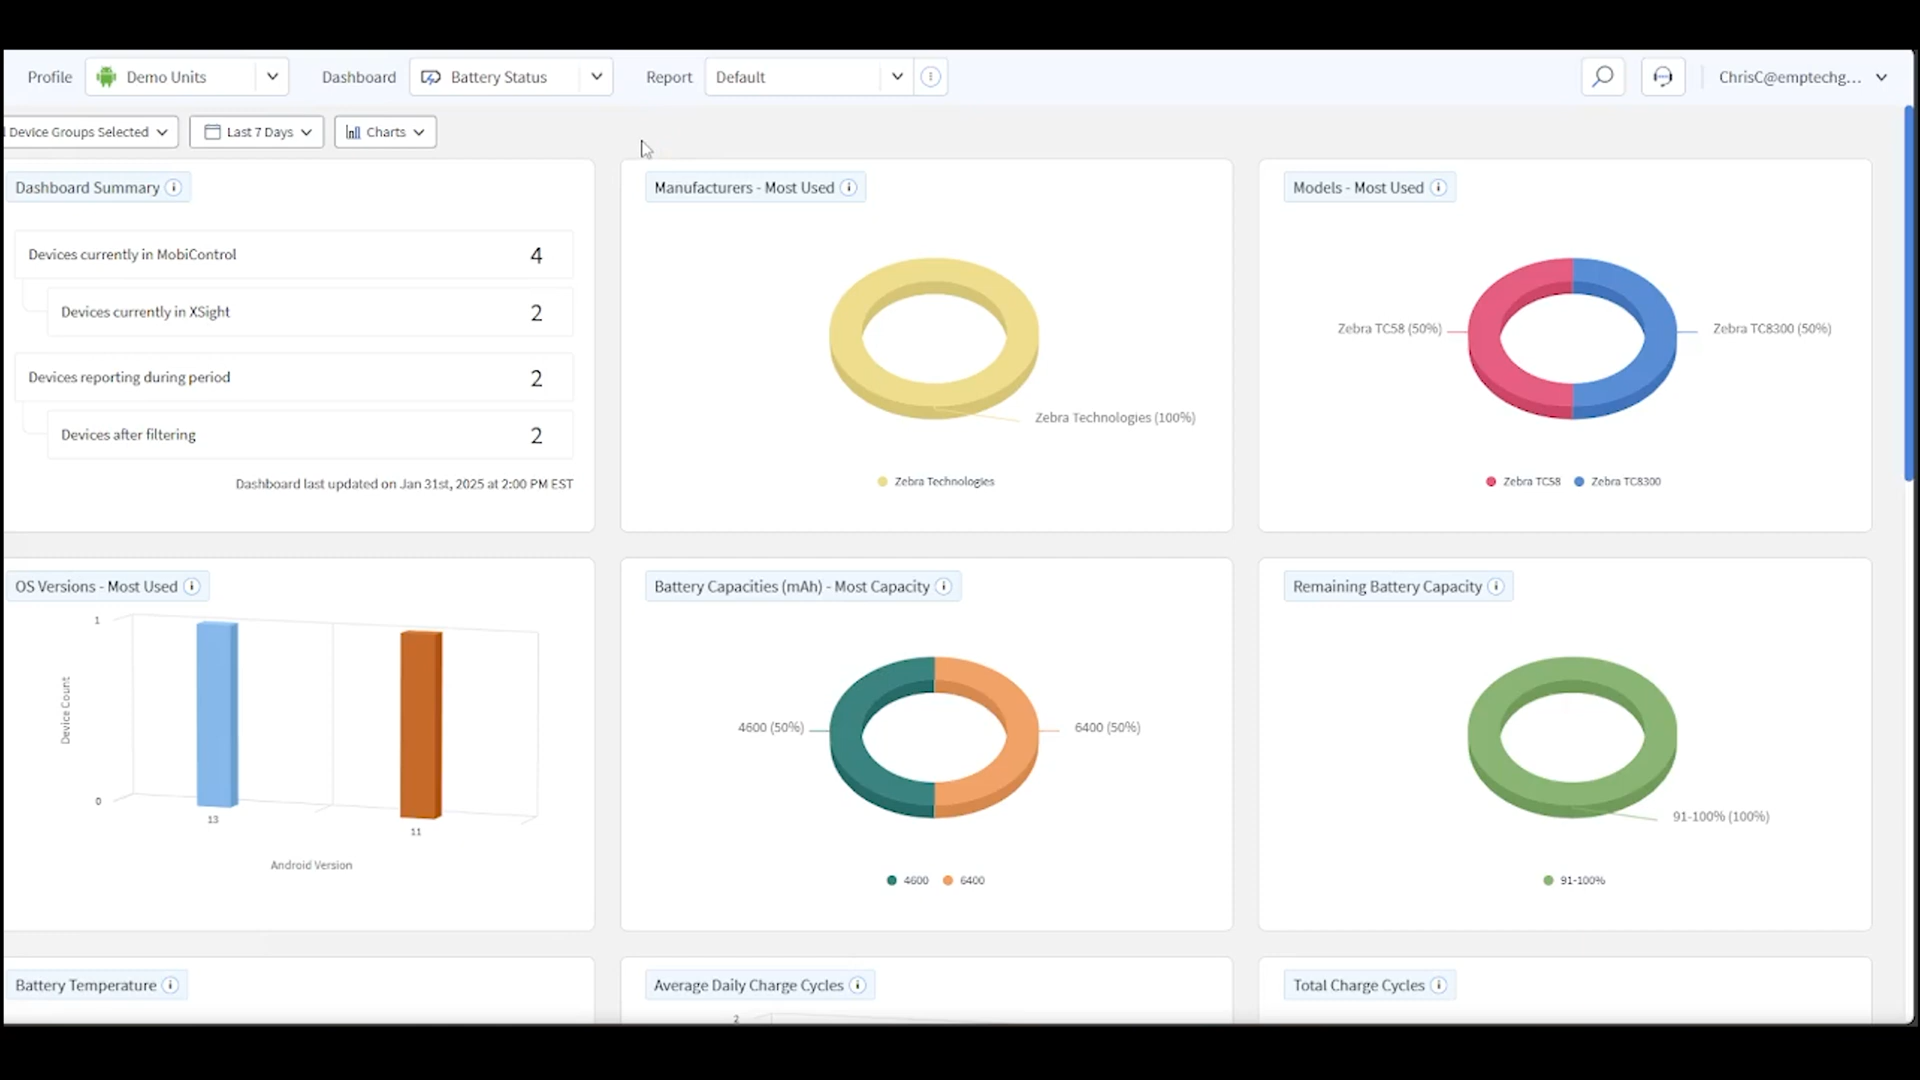 Profile Demo Units Dashboard Battery Status Report Default ChrisC@emptechg...
Device Groups Selected Last 7 Days Charts
Dashboard Summary
Devices currently in MobiControl 4
Devices currently in XSight 2
Devices reporting during period 2
Devices after filtering 2
Dashboard last updated on Jan 31st, 2025 at 2:00 PM EST
Manufacturers - Most Used
Zebra Technologies (100%)
Zebra Technologies
Models - Most Used
Zebra TC58 (50%) Zebra TC8300 (50%)
Zebra TC58 Zebra TC8300
OS Versions - Most Used
1
Device Count
0
13
11
Android Version
Battery Capacities (mAh) - Most Capacity
4600 (50%) 6400 (50%)
4600 6400
Remaining Battery Capacity
91-100% (100%)
91-100%
Battery Temperature
Average Daily Charge Cycles
2
Total Charge Cycles